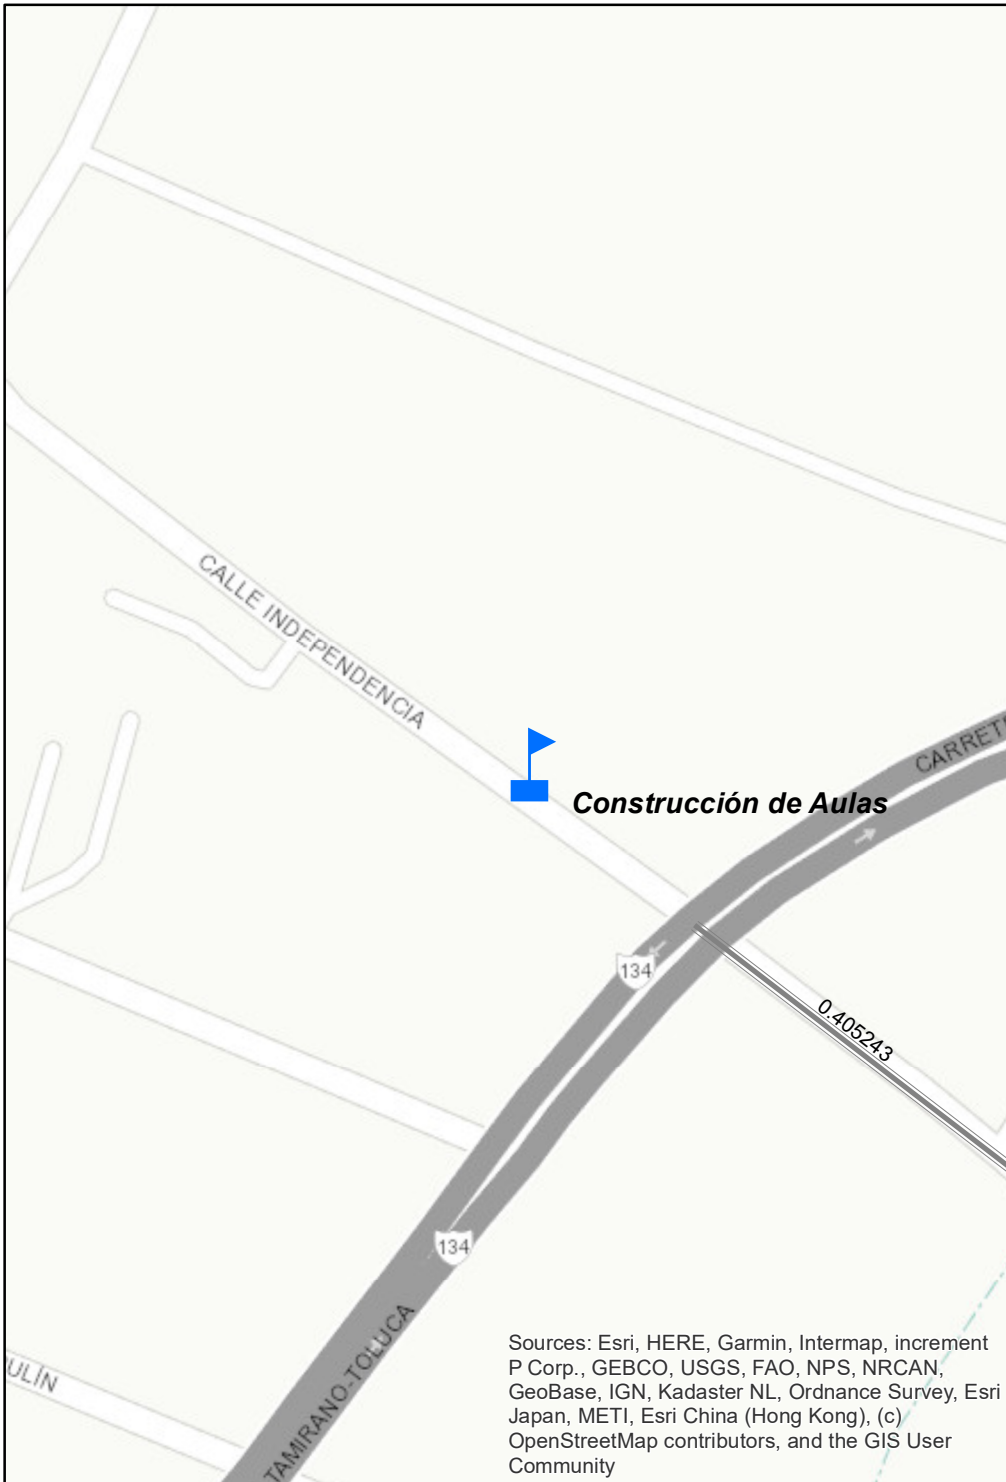 CALLE INDEPENDENCIA
CARRET
Construcción de Aulas
134
0.405243
134
TAMIRANO-TOLUCA
ULÍN
Sources: Esri, HERE, Garmin, Intermap, increment
P Corp., GEBCO, USGS, FAO, NPS, NRCAN,
GeoBase, IGN, Kadaster NL, Ordnance Survey, Esri
Japan, METI, Esri China (Hong Kong), (c)
OpenStreetMap contributors, and the GIS User
Community